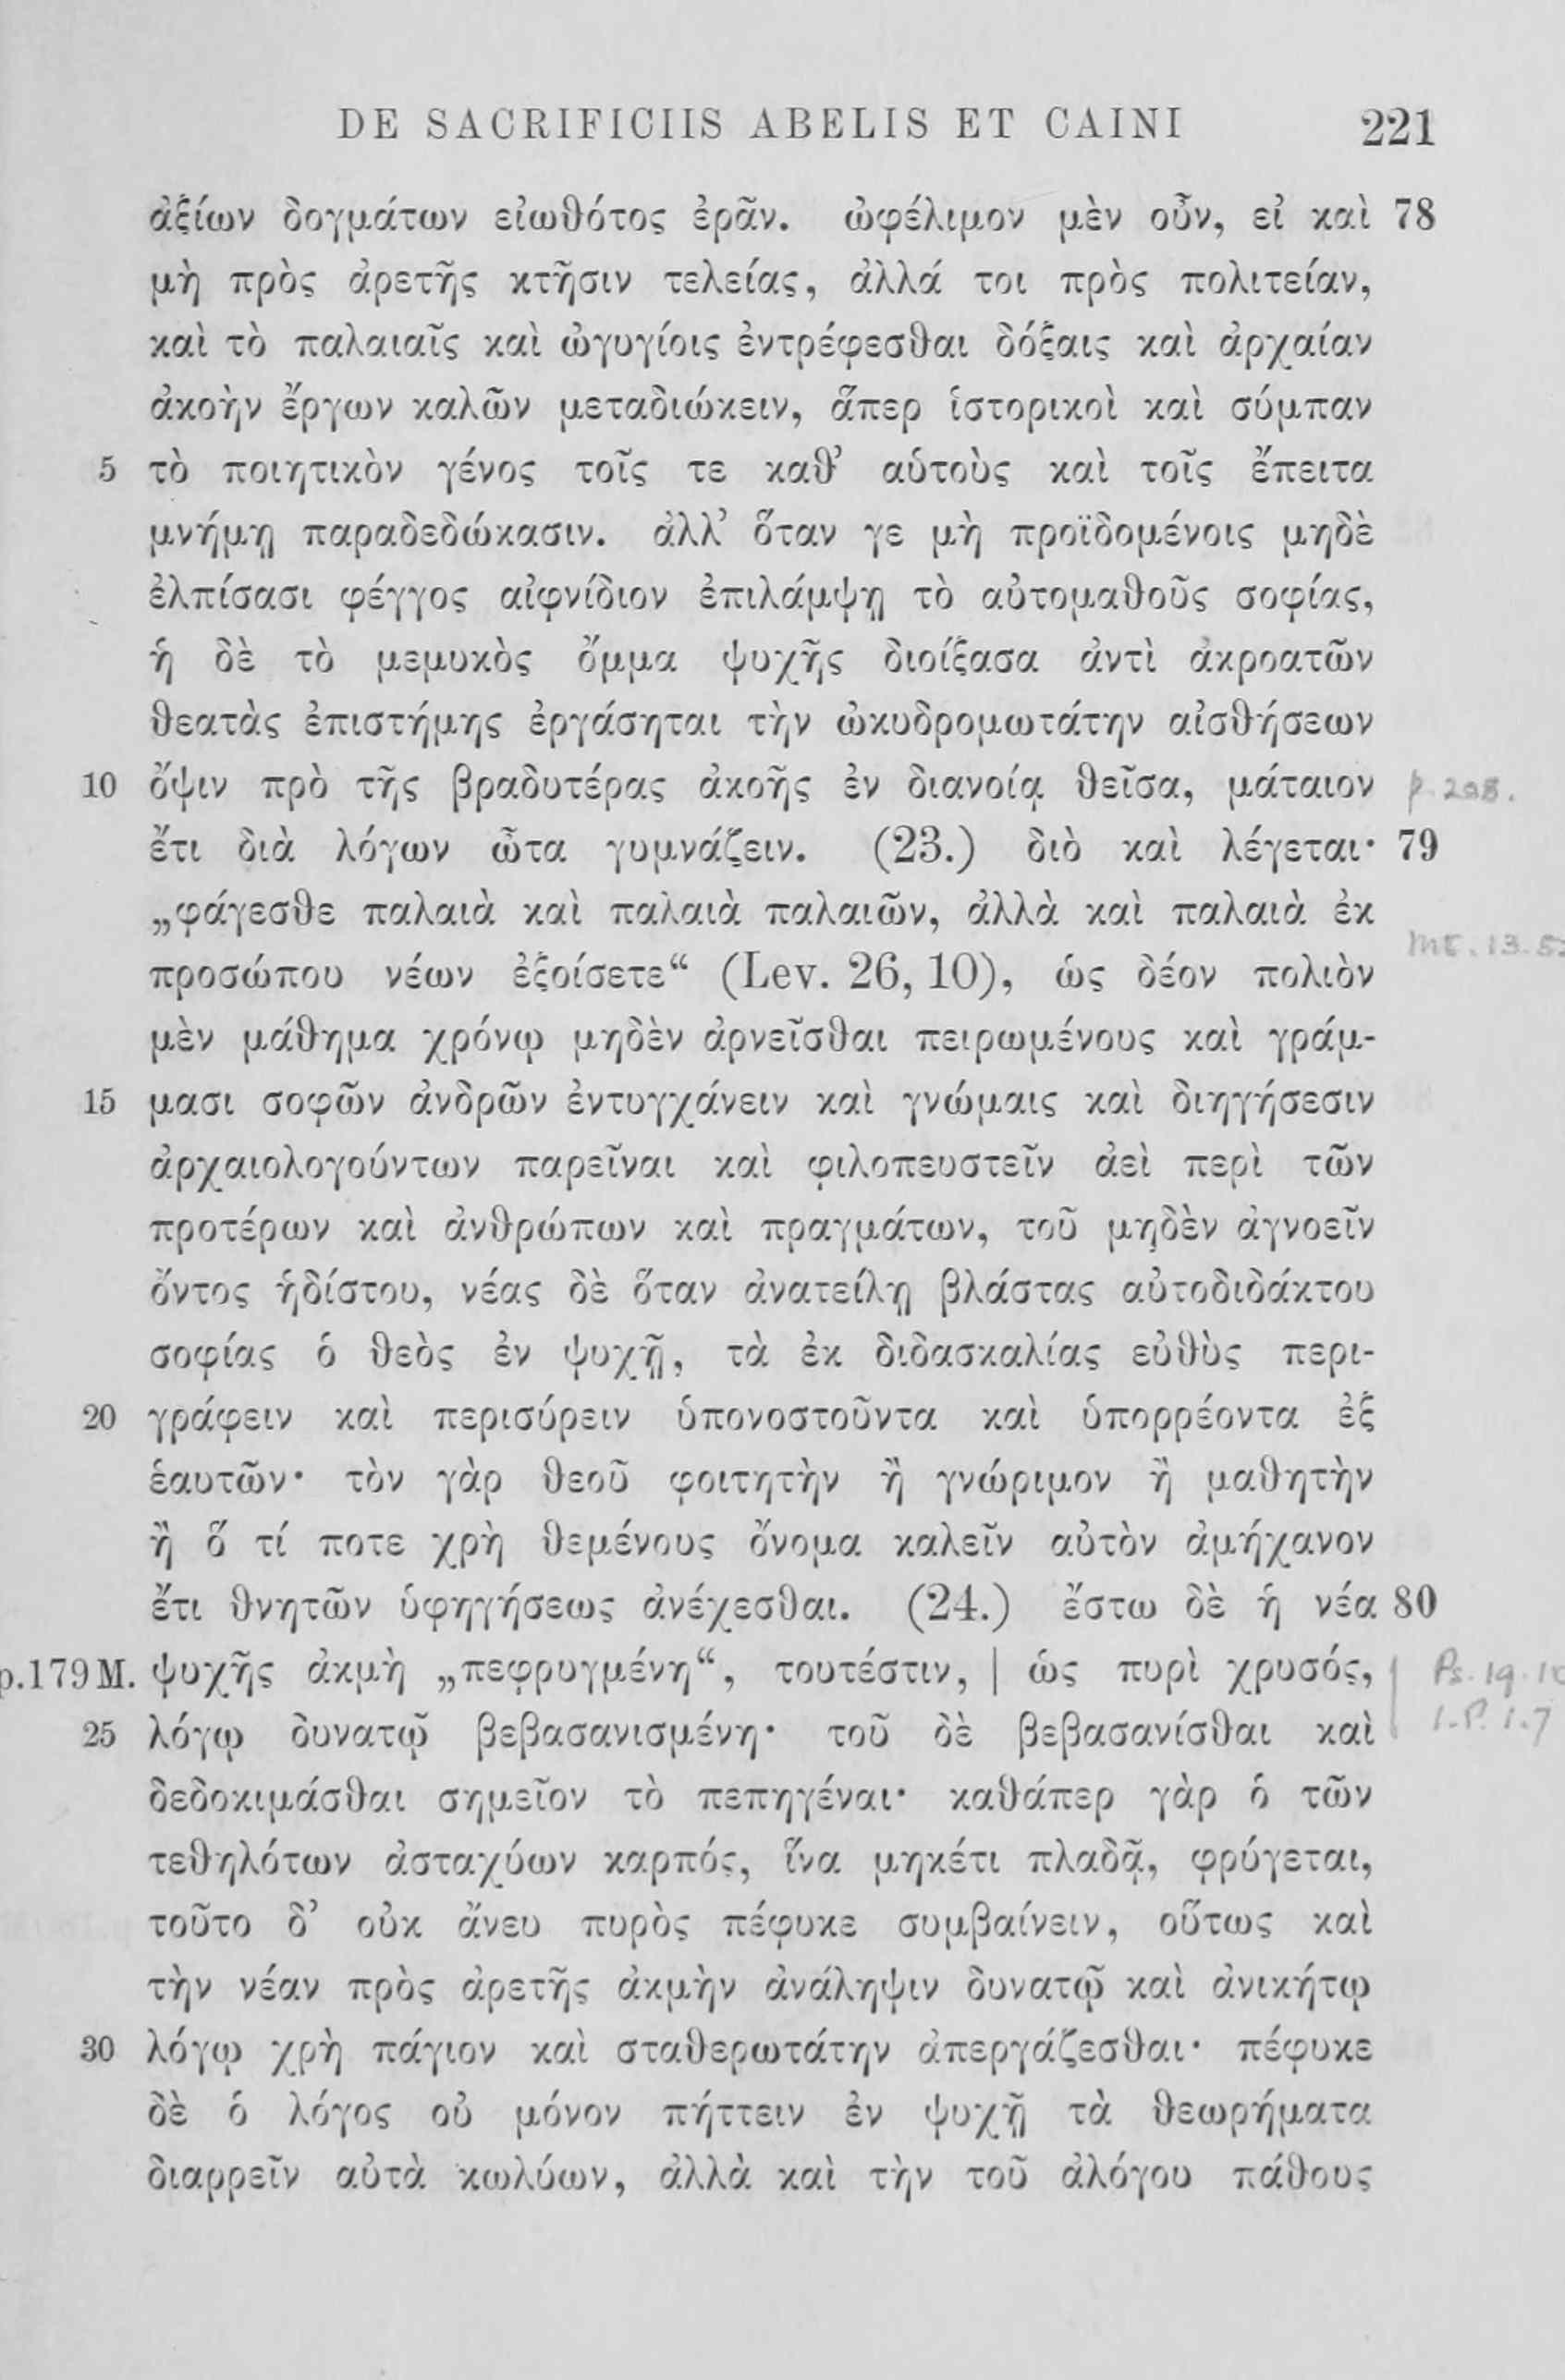 DE SACRIFICIIS ABELIS ET CAINI 221
ἀξίων δογμάτων εἰωθότος ἐρᾶν. ὠφέλιμον μὲν οὖν, εἰ καὶ 78
μὴ πρὸς ἀρετῆς κτῆσιν τελείας, ἀλλά τοι πρὸς πολιτείαν,
καὶ τὸ παλαιαῖς καὶ ὠγυγίοις ἐντρέφεσθαι δόξαις καὶ ἀρχαίαν
ἀκοὴν ἔργων καλῶν μεταδιώκειν, ἅπερ ἱστορικοὶ καὶ σύμπαν
5 τὸ ποιητικὸν γένος τοῖς τε καθ’ αὑτοὺς καὶ τοῖς ἔπειτα
μνήμῃ παραδεδώκασιν. ἀλλ’ ὅταν γε μὴ προϊδομένοις μηδὲ
ἐλπίσασι φέγγος αἰφνίδιον ἐπιλάμψῃ τὸ αὐτομαθοῦς σοφίας,
ἡ δὲ τὸ μεμυκὸς ὄμμα ψυχῆς διοίξασα ἀντὶ ἀκροατῶν
θεατὰς ἐπιστήμης ἐργάσηται τὴν ὠκυδρομωτάτην αἰσθήσεων
10 ὄψιν πρὸ τῆς βραδυτέρας ἀκοῆς ἐν διανοίᾳ θεῖσα, μάταιον p. 208.
ἔτι διὰ λόγων ὦτα γυμνάζειν. (23.) διὸ καὶ λέγεται· 79
„φάγεσθε παλαιὰ καὶ παλαιὰ παλαιῶν, ἀλλὰ καὶ παλαιὰ ἐκ
προσώπου νέων ἐξοίσετε“ (Lev. 26, 10), ὡς δέον πολιὸν Mt. 13. 5
μὲν μάθημα χρόνῳ μηδὲν ἀρνεῖσθαι πειρωμένους καὶ γράμ-
15 μασι σοφῶν ἀνδρῶν ἐντυγχάνειν καὶ γνώμαις καὶ διηγήσεσιν
ἀρχαιολογούντων παρεῖναι καὶ φιλοπευστεῖν ἀεὶ περὶ τῶν
προτέρων καὶ ἀνθρώπων καὶ πραγμάτων, τοῦ μηδὲν ἀγνοεῖν
ὄντος ἡδίστου, νέας δὲ ὅταν ἀνατείλῃ βλάστας αὐτοδιδάκτου
σοφίας ὁ θεὸς ἐν ψυχῇ, τὰ ἐκ διδασκαλίας εὐθὺς περι-
20 γράφειν καὶ περισύρειν ὑπονοστοῦντα καὶ ὑπορρέοντα ἐξ
ἑαυτῶν· τὸν γὰρ θεοῦ φοιτητὴν ἢ γνώριμον ἢ μαθητὴν
ἢ ὅ τί ποτε χρὴ θεμένους ὄνομα καλεῖν αὐτὸν ἀμήχανον
ἔτι θνητῶν ὑφηγήσεως ἀνέχεσθαι. (24.) ἔστω δὲ ἡ νέα 80
p.179 M. ψυχῆς ἀκμὴ „πεφρυγμένη“, τουτέστιν, | ὡς πυρὶ χρυσός, Ps. 19. 10
25 λόγῳ δυνατῷ βεβασανισμένη· τοῦ δὲ βεβασανίσθαι καὶ 1. P. 1. 7
δεδοκιμάσθαι σημεῖον τὸ πεπηγέναι· καθάπερ γὰρ ὁ τῶν
τεθηλότων ἀσταχύων καρπός, ἵνα μηκέτι πλαδᾷ, φρύγεται,
τοῦτο δ’ οὐκ ἄνευ πυρὸς πέφυκε συμβαίνειν, οὕτως καὶ
τὴν νέαν πρὸς ἀρετῆς ἀκμὴν ἀνάληψιν δυνατῷ καὶ ἀνικήτῳ
30 λόγῳ χρὴ πάγιον καὶ σταθερωτάτην ἀπεργάζεσθαι· πέφυκε
δὲ ὁ λόγος οὐ μόνον πήττειν ἐν ψυχῇ τὰ θεωρήματα
διαρρεῖν αὐτὰ κωλύων, ἀλλὰ καὶ τὴν τοῦ ἀλόγου πάθους